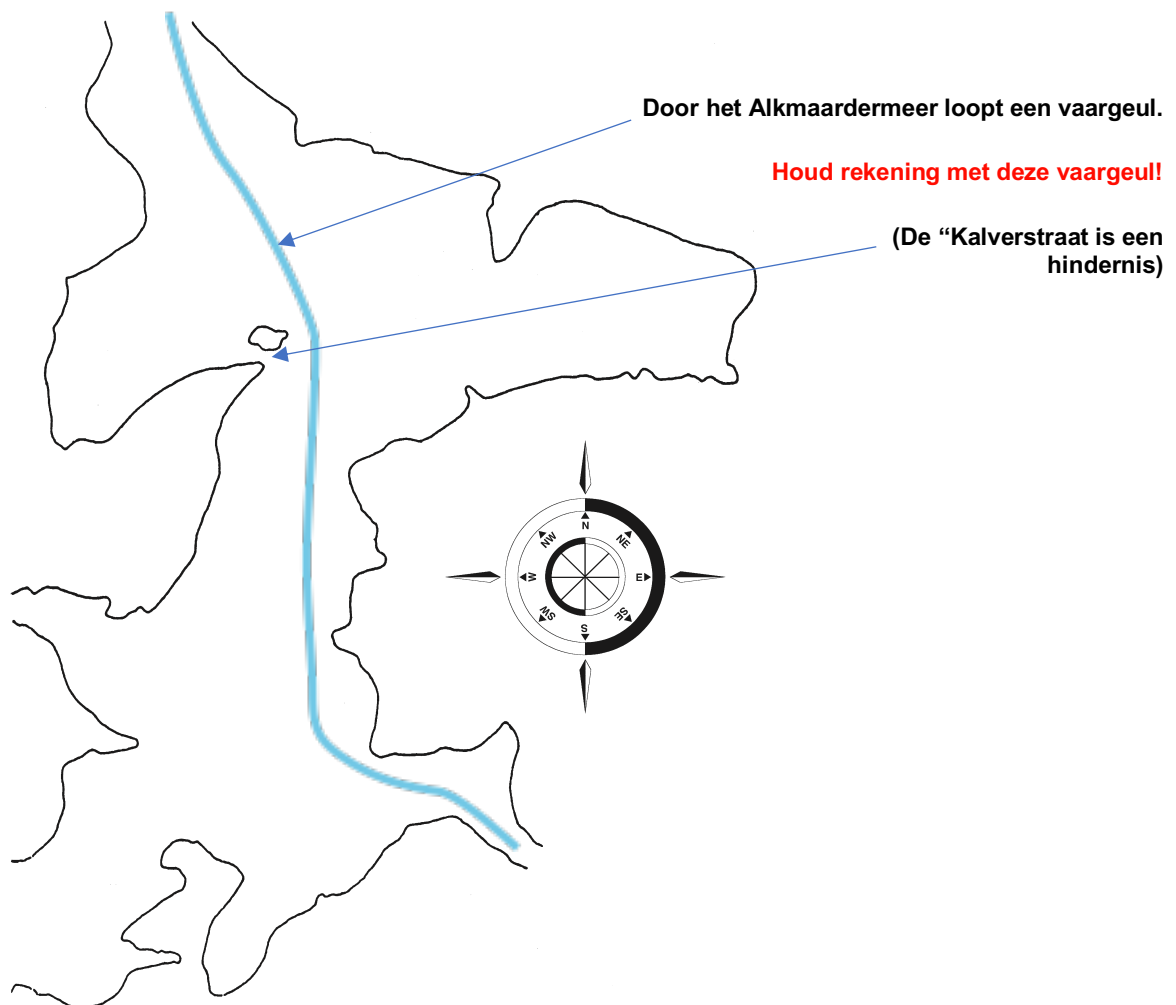 Door het Alkmaardermeer loopt een vaargeul.
Houd rekening met deze vaargeul!
(De “Kalverstraat is een
hindernis)
N
NW
NE
W
E
SW
SE
S